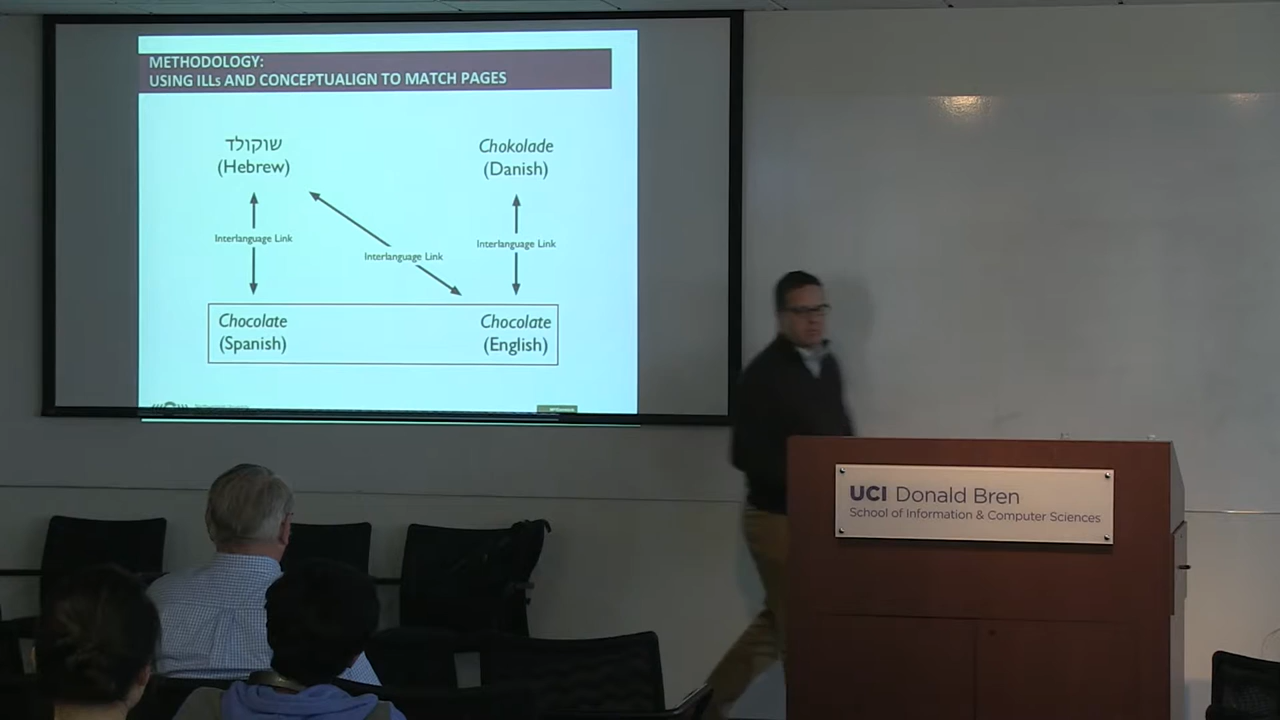 METHODOLOGY:
USING ILLs AND CONCEPTUALIGN TO MATCH PAGES
שוקולד
(Hebrew)
Chokolade
(Danish)
Interlanguage Link
Interlanguage Link
Interlanguage Link
Chocolate
(Spanish)
Chocolate
(English)
UCI Donald Bren
School of Information & Computer Sciences